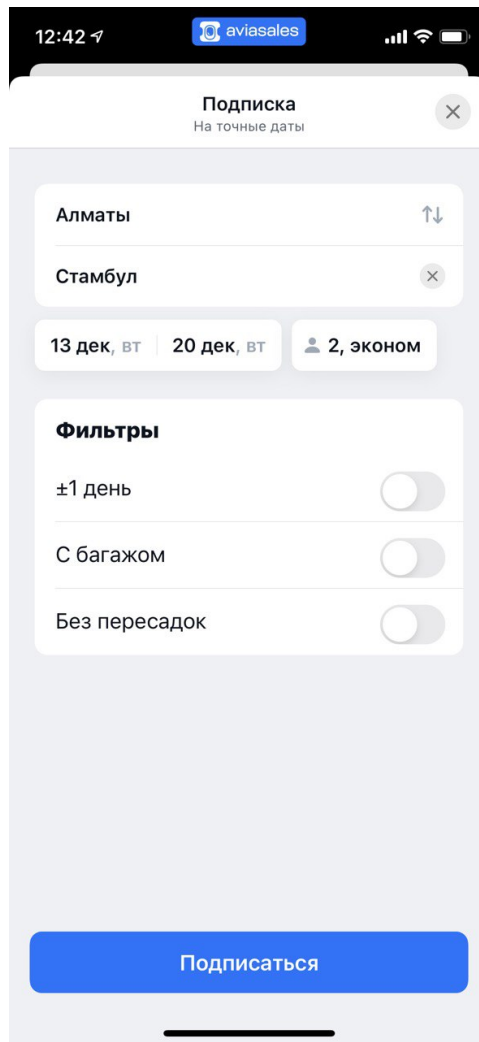 12:42
aviasales
Подписка
На точные даты
Алматы
Стамбул
13 дек, вт 20 дек, вт 2, эконом
Фильтры
±1 день
С багажом
Без пересадок
Подписаться